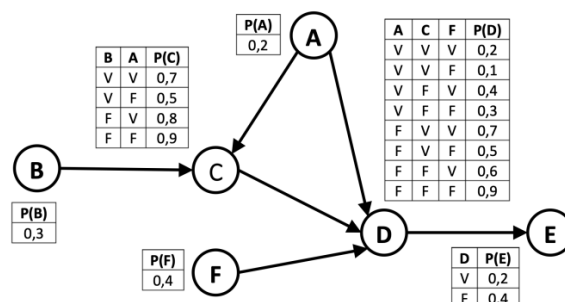 P(A)
0,2
A
B A P(C)
V V 0,7
V F 0,5
F V 0,8
F F 0,9
A C F P(D)
V V V 0,2
V V F 0,1
V F V 0,4
V F F 0,3
F V V 0,7
F V F 0,5
F F V 0,6
F F F 0,9
B
C
P(B)
0,3
D
E
P(F)
0,4
F
D P(E)
V 0,2
F 0,4